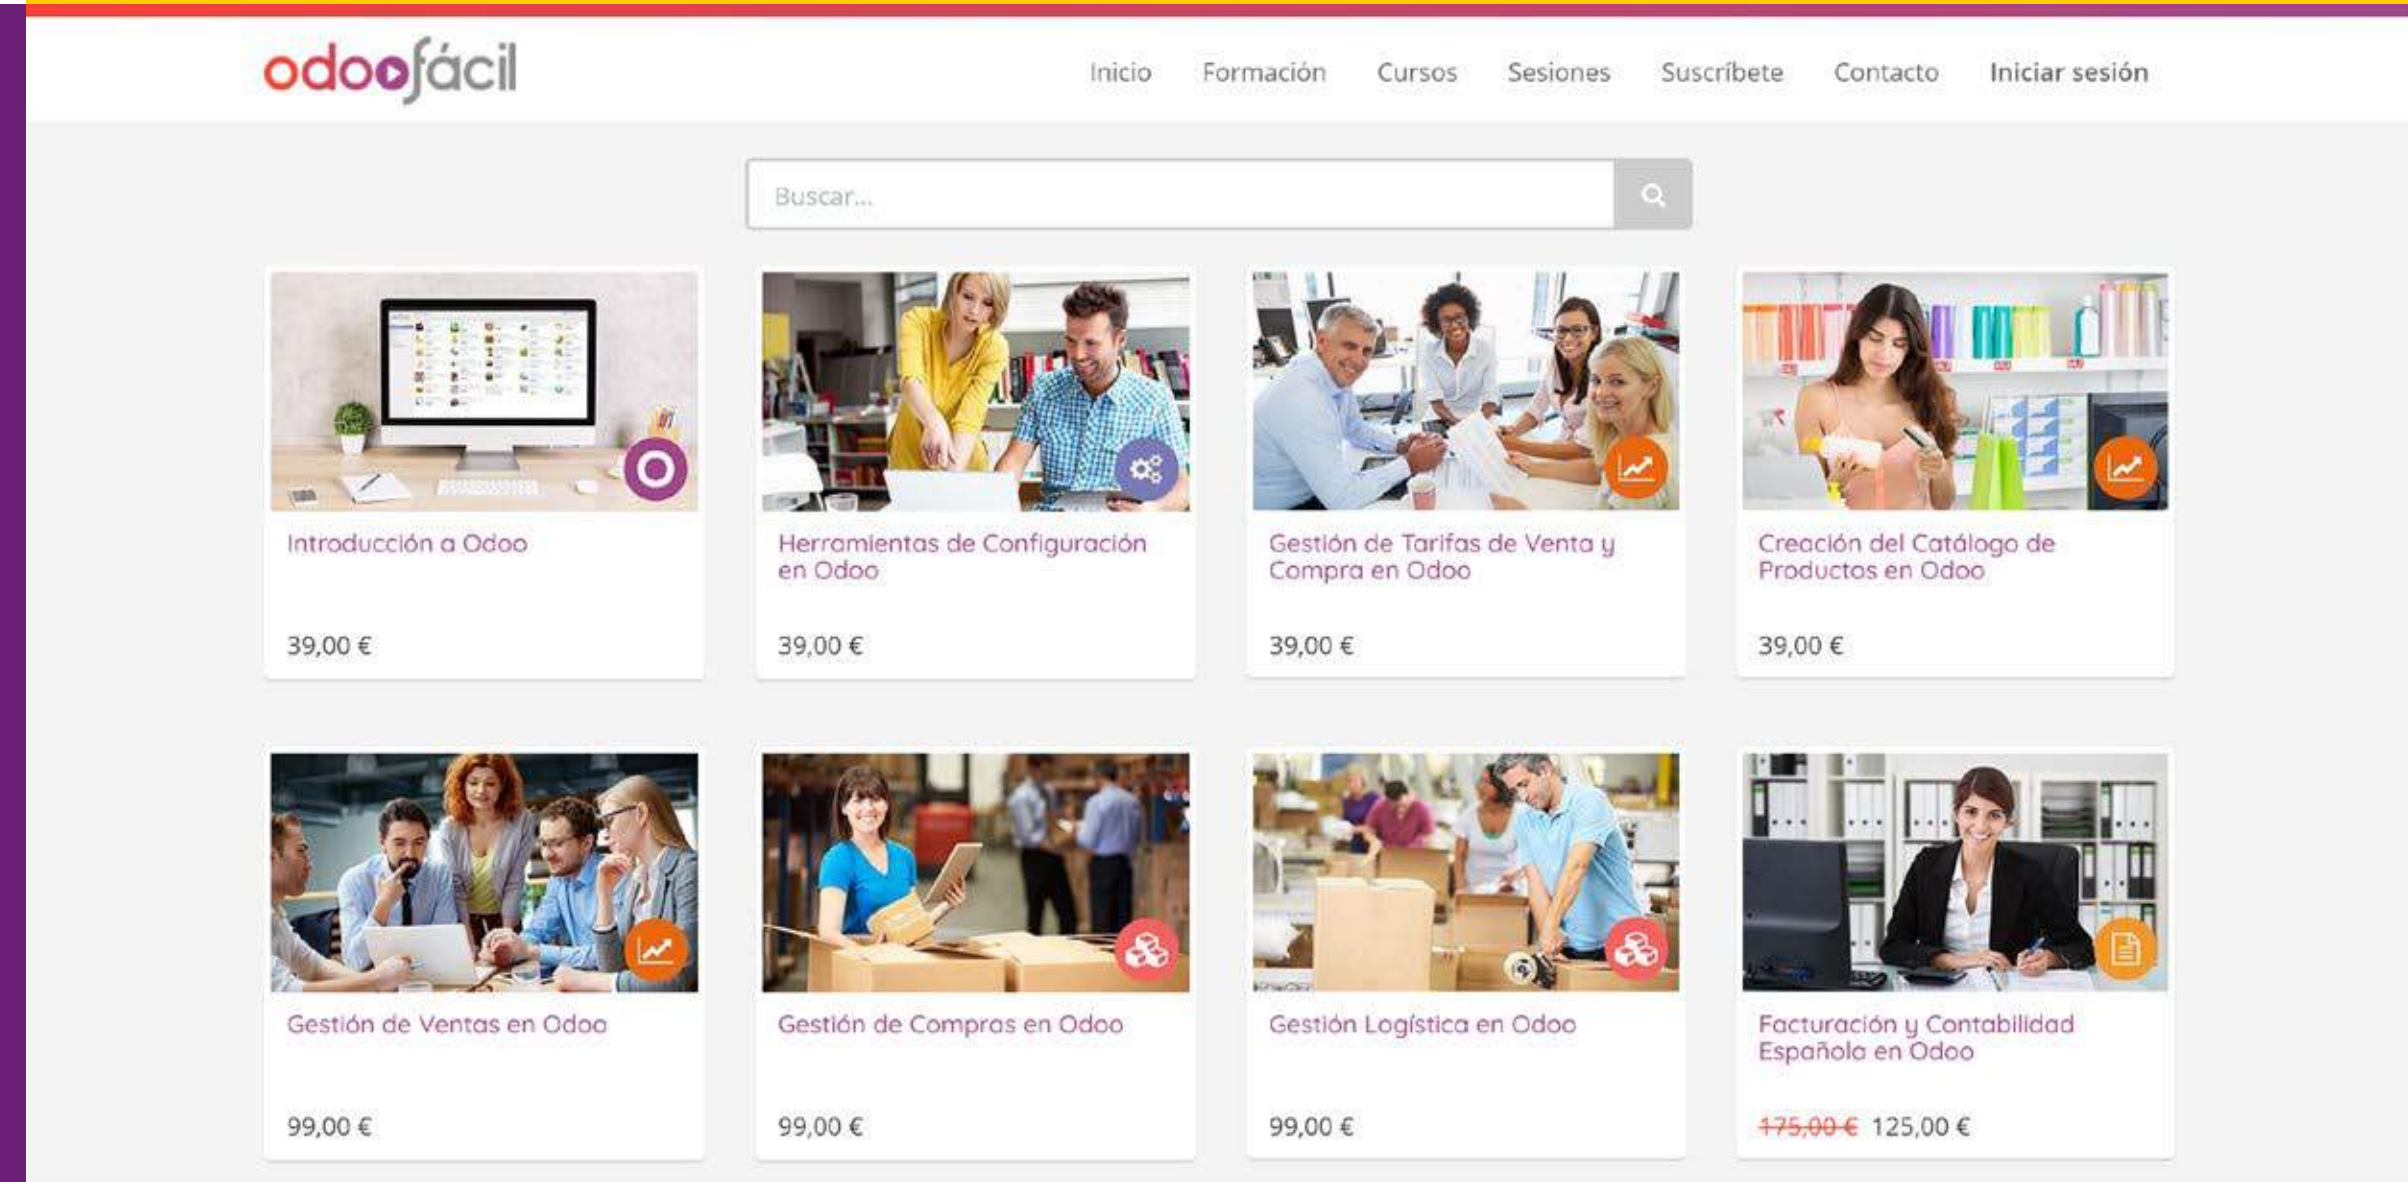 odoofácil
Inicio Formación Cursos Sesiones Suscríbete Contacto Iniciar sesión
Buscar...
Introducción a Odoo
39,00 €
Herramientas de Configuración
en Odoo
39,00 €
Gestión de Tarifas de Venta y
Compra en Odoo
39,00 €
Creación del Catálogo de
Productos en Odoo
39,00 €
Gestión de Ventas en Odoo
99,00 €
Gestión de Compras en Odoo
99,00 €
Gestión Logística en Odoo
99,00 €
Facturación y Contabilidad
Española en Odoo
175,00 € 125,00 €